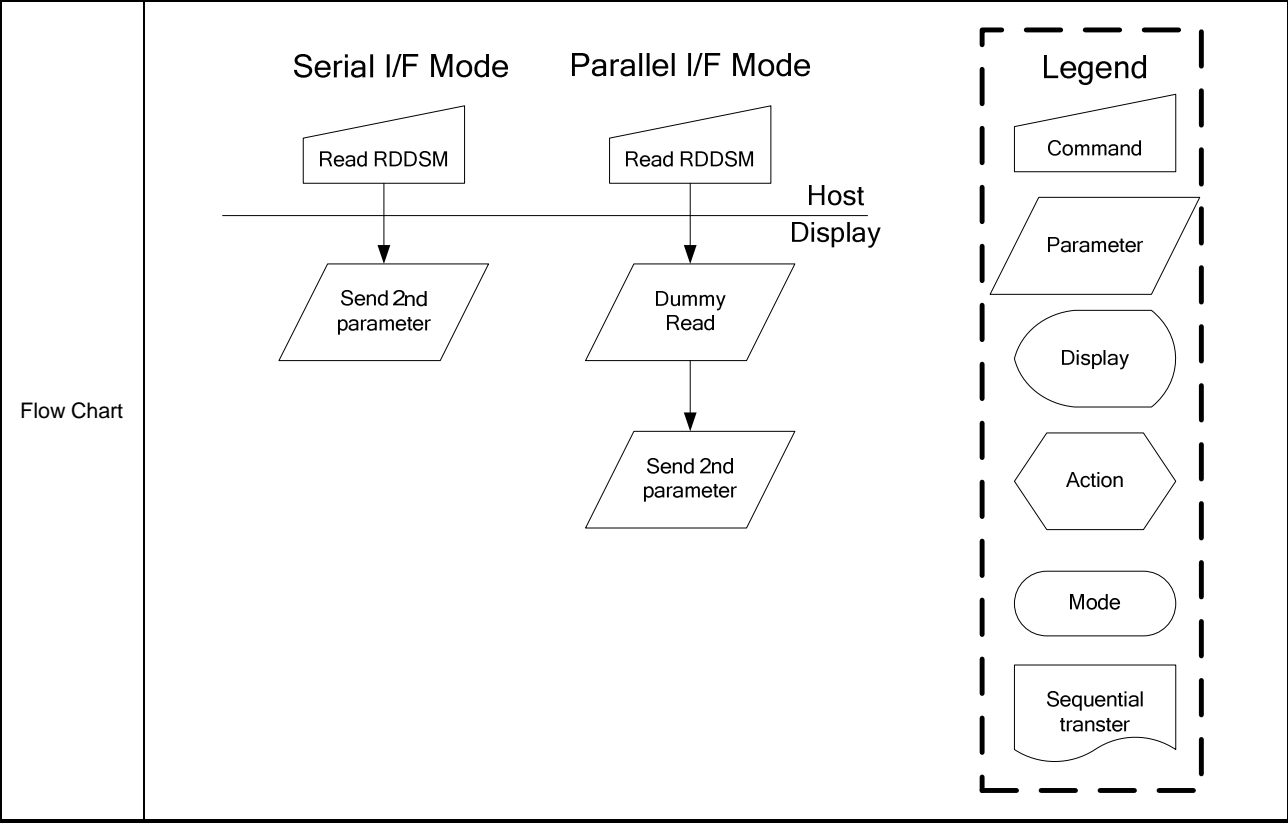 Flow Chart
Serial I/F Mode
Read RDDSM
Send 2nd
parameter
Parallel I/F Mode
Read RDDSM
Host
Display
Dummy
Read
Send 2nd
parameter
Legend
Command
Parameter
Display
Action
Mode
Sequential
transter